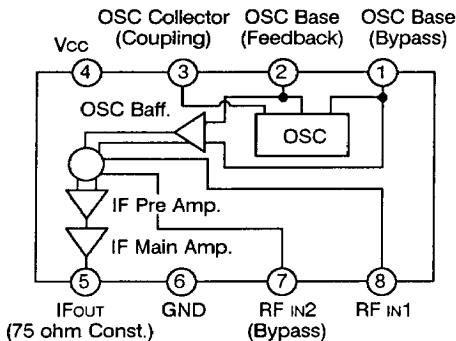 OSC Collector OSC Base OSC Base
Vcc (Coupling) (Feedback) (Bypass)
4 3 2 1
OSC Baff.
OSC
IF Pre Amp.
IF Main Amp.
5 6 7 8
IFOUT GND RF IN2 RF IN1
(75 ohm Const.) (Bypass)